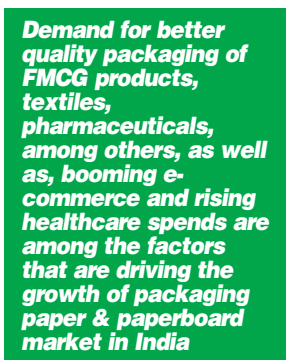 Demand for better
quality packaging of
FMCG products,
textiles,
pharmaceuticals,
among others, as well
as, booming e-
commerce and rising
healthcare spends are
among the factors
that are driving the
growth of packaging
paper & paperboard
market in India